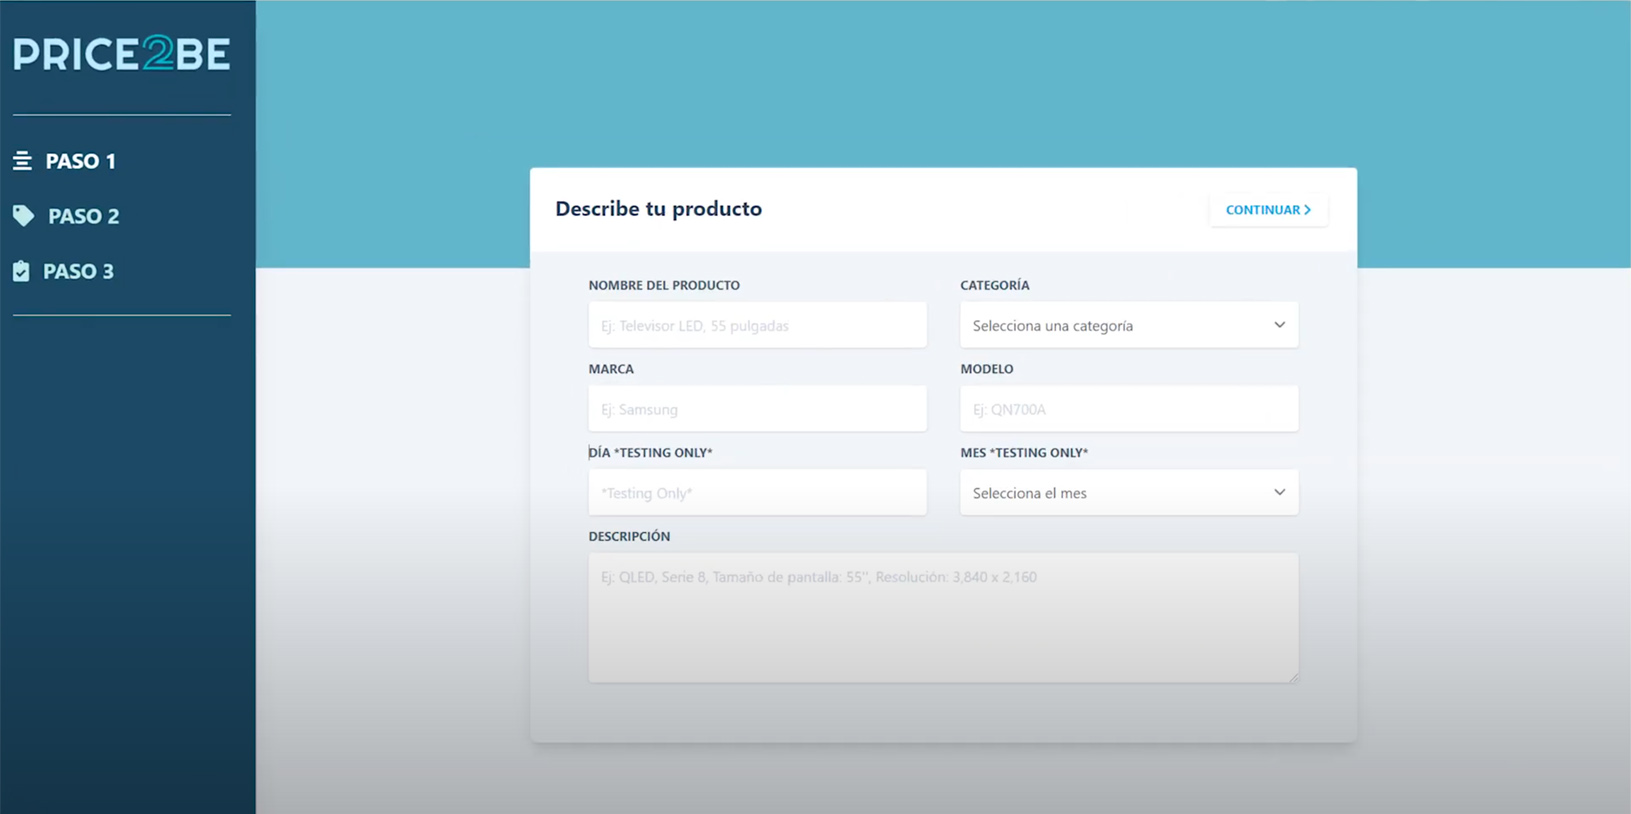 PRICE2BE
PASO 1
PASO 2
PASO 3
Describe tu producto
CONTINUAR
NOMBRE DEL PRODUCTO
Ej: Televisor LED, 55 pulgadas
CATEGORÍA
Selecciona una categoría
MARCA
Ej: Samsung
MODELO
Ej: QN700A
DÍA *TESTING ONLY*
*Testing Only*
MES *TESTING ONLY*
Selecciona el mes
DESCRIPCIÓN
Ej: QLED, Serie 8, Tamaño de pantalla: 55", Resolución: 3,840 x 2,160